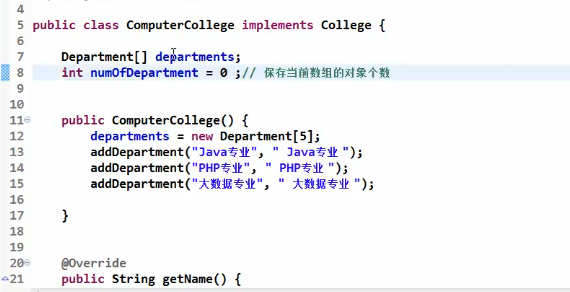 4
5 public class ComputerCollege implements College {
6
7 Department[] departments;
8 int numOfDepartment = 0 ;// 保存当前数组的对象个数
9
10
11 public ComputerCollege() {
12 departments = new Department[5];
13 addDepartment("Java专业", " Java专业 ");
14 addDepartment("PHP专业", " PHP专业 ");
15 addDepartment("大数据专业", " 大数据专业 ");
16
17 }
18
19
20 @Override
21 public String getName() {